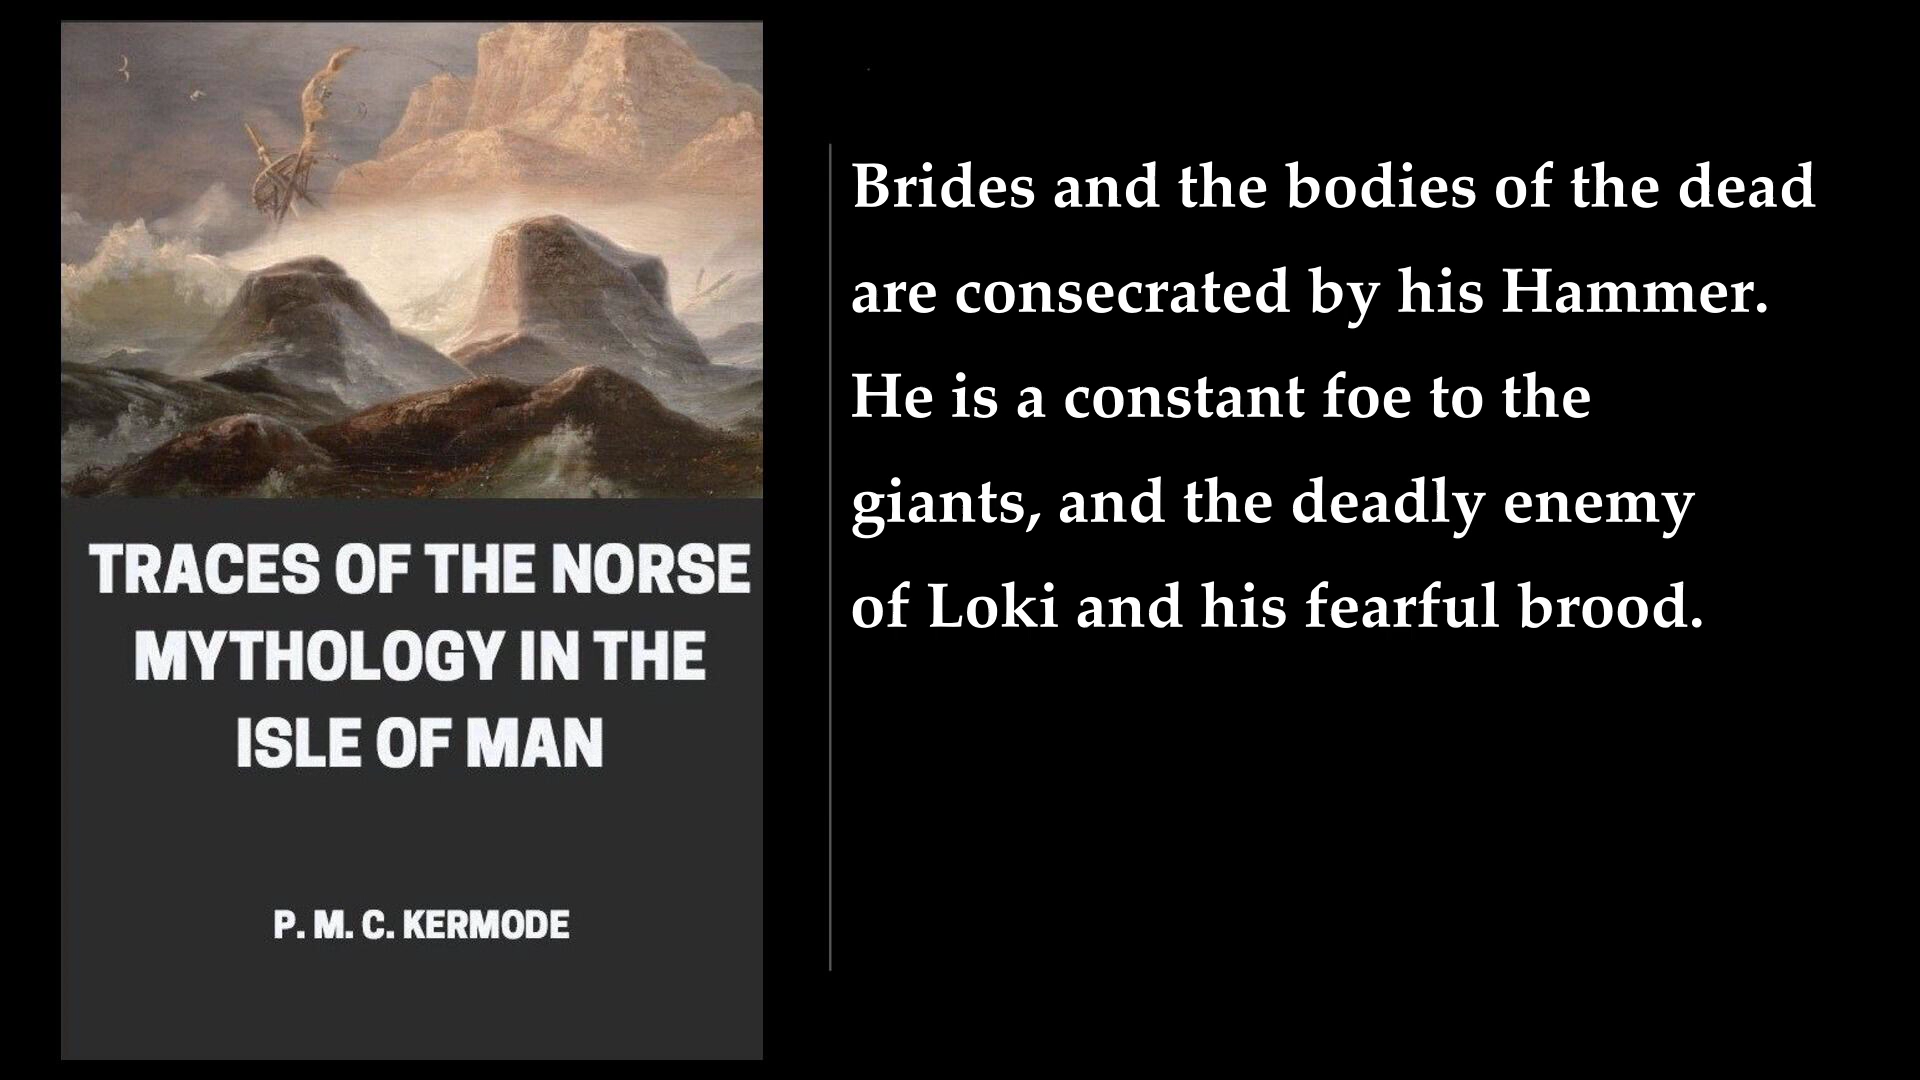 TRACES OF THE NORSE
MYTHOLOGY IN THE
ISLE OF MAN
P. M. C. KERMODE
Brides and the bodies of the dead
are consecrated by his Hammer.
He is a constant foe to the
giants, and the deadly enemy
of Loki and his fearful brood.